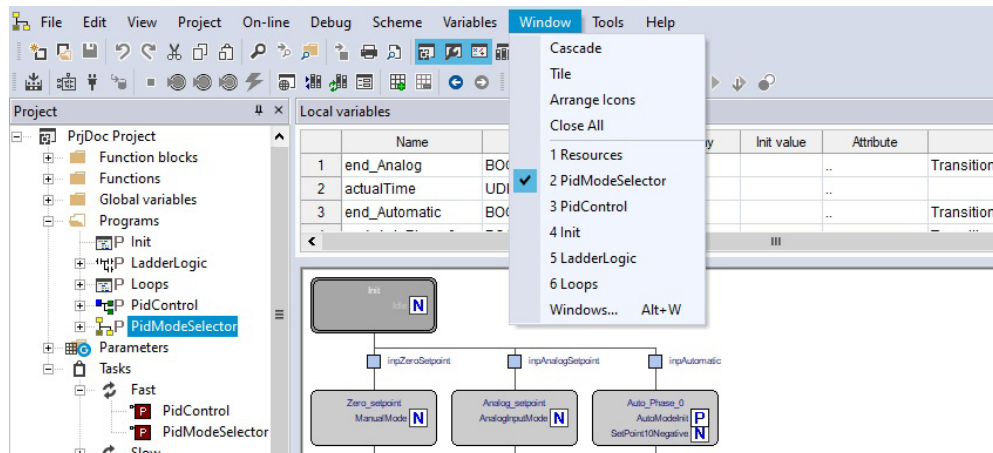 File Edit View Project On-line Debug Scheme Variables Window Tools Help
Cascade
Tile
Arrange Icons
Close All
1 Resources
2 PidModeSelector
3 PidControl
4 Init
5 LadderLogic
6 Loops
Windows... Alt+W
Project
PrjDoc Project
Function blocks
Functions
Global variables
Programs
P Init
P LadderLogic
P Loops
P PidControl
P PidModeSelector
Parameters
Tasks
Fast
P PidControl
P PidModeSelector
Slow
Local variables
Name Init value Attribute
1 end_Analog BOO .. Transition
2 actualTime UDI ..
3 end_Automatic BOO .. Transition
Init
Idle N
inpZeroSetpoint inpAnalogSetpoint inpAutomatic
Zero_setpoint
ManualMode N
Analog_setpoint
AnalogInputMode N
Auto_Phase_0
AutoModeInit P
SetPoint10Negative N